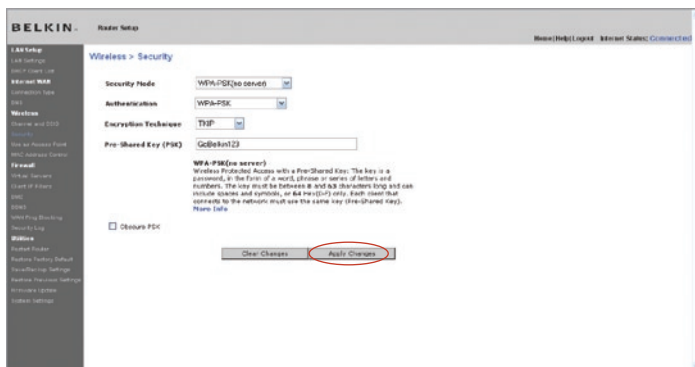 BELKIN
Router Setup
Home|Help|Logout Internet Status: Connected
LAN Setup
LAN Settings
DHCP Client List
Internet WAN
Connection Type
DNS
Wireless
Channel and SSID
Security
Use as Access Point
MAC Address Control
Firewall
Virtual Servers
Client IP Filters
DMZ
DDNS
WAN Ping Blocking
Security Log
Utilities
Restart Router
Restore Factory Default
Save/Backup Settings
Restore Previous Settings
Firmware Update
System Settings
Wireless > Security
Security Mode WPA-PSK(no server)
Authentication WPA-PSK
Encryption Technique TKIP
Pre-Shared Key (PSK) GoBelkin123
WPA-PSK(no server)
Wireless Protected Access with a Pre-Shared Key: The key is a
password, in the form of a word, phrase or series of letters and
numbers. The key must be between 8 and 63 characters long and can
include spaces and symbols, or 64 Hex(0-F) only. Each client that
connects to the network must use the same key (Pre-Shared Key).
More Info
Obscure PSK
Clear Changes Apply Changes